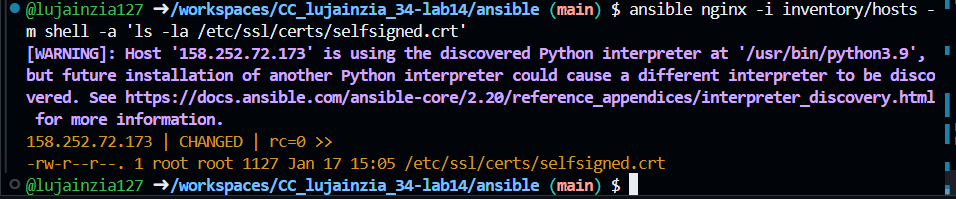 @lujainzia127 ➜/workspaces/CC_lujainzia_34-lab14/ansible (main) $ ansible nginx -i inventory/hosts -
m shell -a 'ls -la /etc/ssl/certs/selfsigned.crt'
[WARNING]: Host '158.252.72.173' is using the discovered Python interpreter at '/usr/bin/python3.9',
but future installation of another Python interpreter could cause a different interpreter to be disco
vered. See https://docs.ansible.com/ansible-core/2.20/reference_appendices/interpreter_discovery.html
for more information.
158.252.72.173 | CHANGED | rc=0 >>
-rw-r--r--. 1 root root 1127 Jan 17 15:05 /etc/ssl/certs/selfsigned.crt
@lujainzia127 ➜/workspaces/CC_lujainzia_34-lab14/ansible (main) $